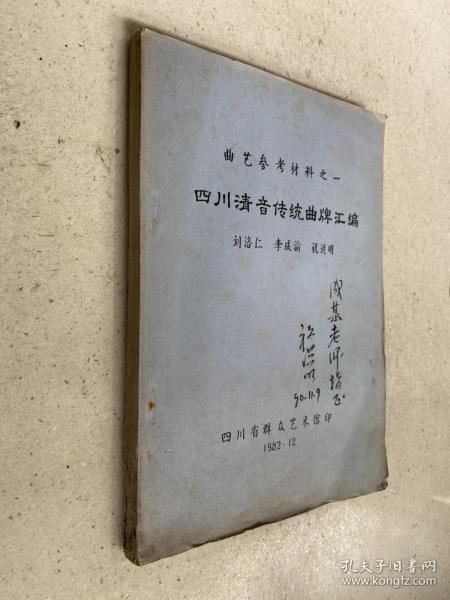 曲艺参考材料之一
四川清音传统曲牌汇编
刘洛仁 李成渝 祝洪明
成基老师指正
祝洪明
90.11.9
四川省群众艺术馆印
1982·12
孔夫子旧书网
www.kongfz.com